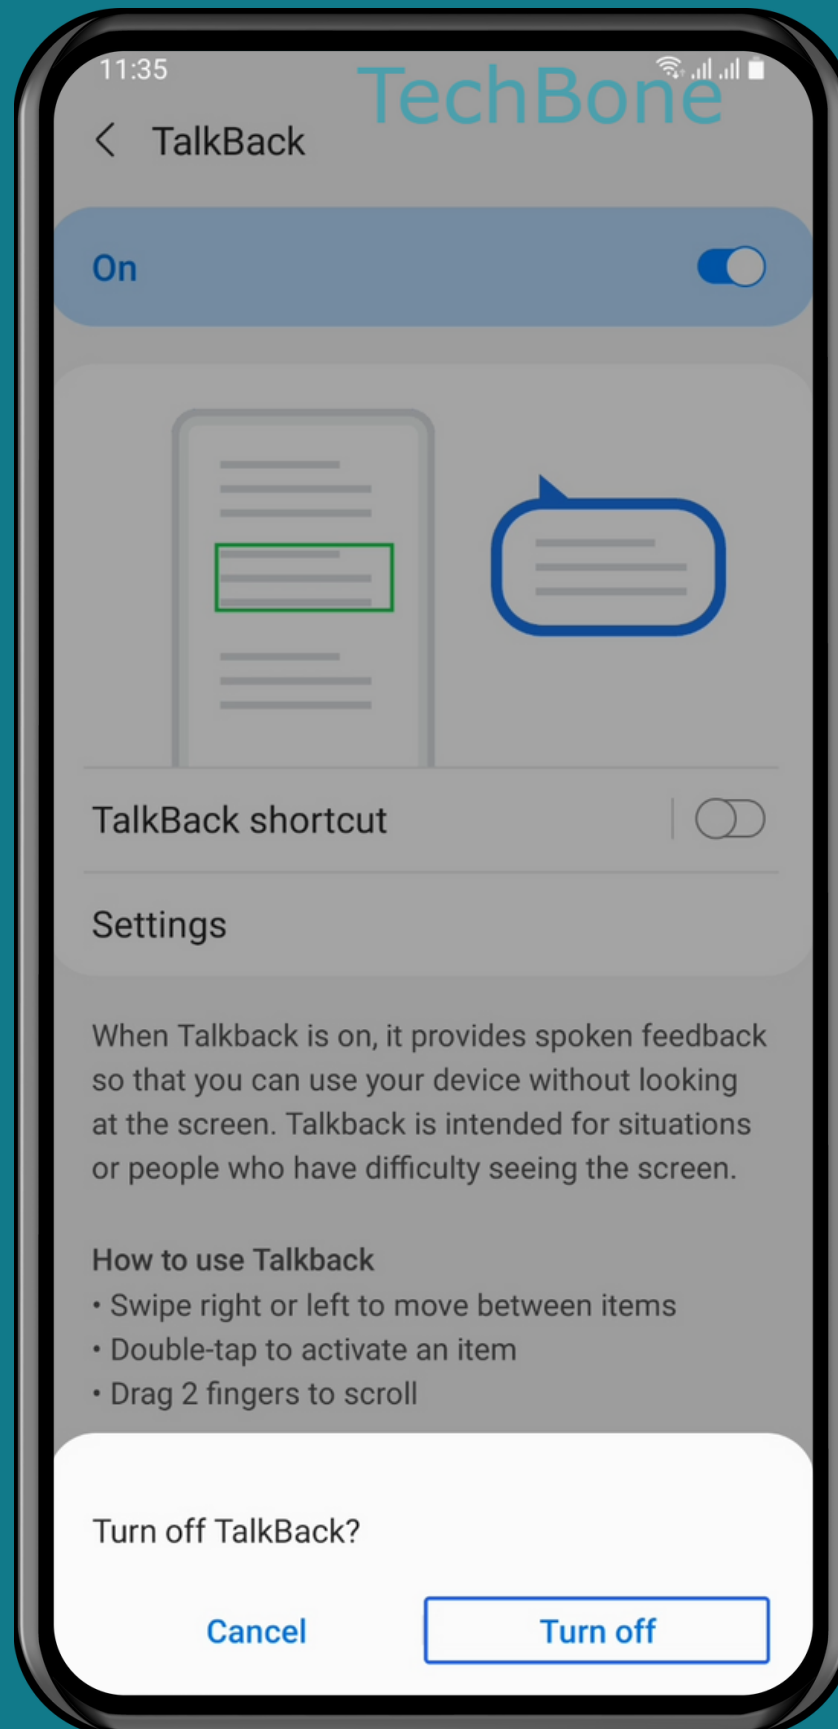 11:35
TechBone
TalkBack
On
TalkBack shortcut
Settings
When Talkback is on, it provides spoken feedback
so that you can use your device without looking
at the screen. Talkback is intended for situations
or people who have difficulty seeing the screen.
How to use Talkback
• Swipe right or left to move between items
• Double-tap to activate an item
• Drag 2 fingers to scroll
Turn off TalkBack?
Cancel
Turn off